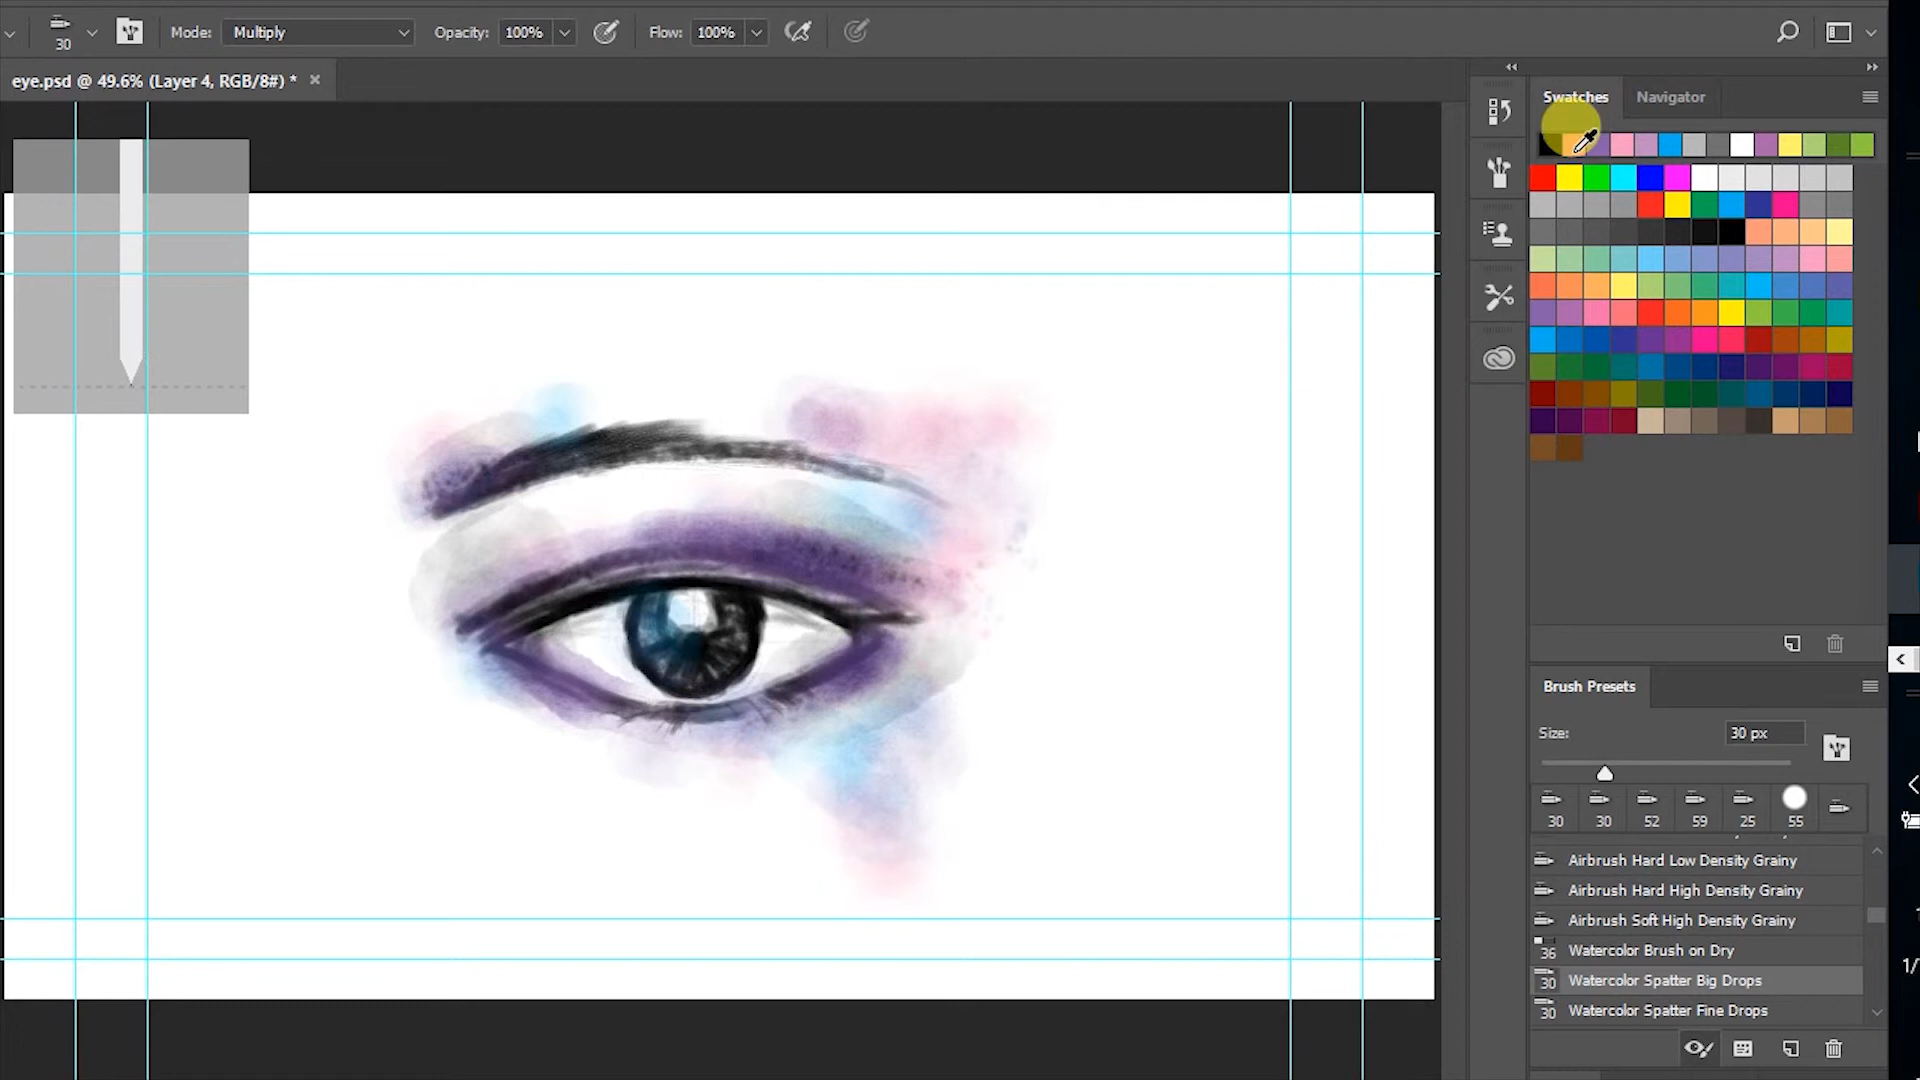 30
Mode: Multiply
Opacity: 100%
Flow: 100%
eye.psd @ 49.6% (Layer 4, RGB/8#) *
Swatches Navigator
Brush Presets
Size: 30 px
30 30 52 59 25 55
Airbrush Hard Low Density Grainy
Airbrush Hard High Density Grainy
Airbrush Soft High Density Grainy
36 Watercolor Brush on Dry
30 Watercolor Spatter Big Drops
30 Watercolor Spatter Fine Drops
1/